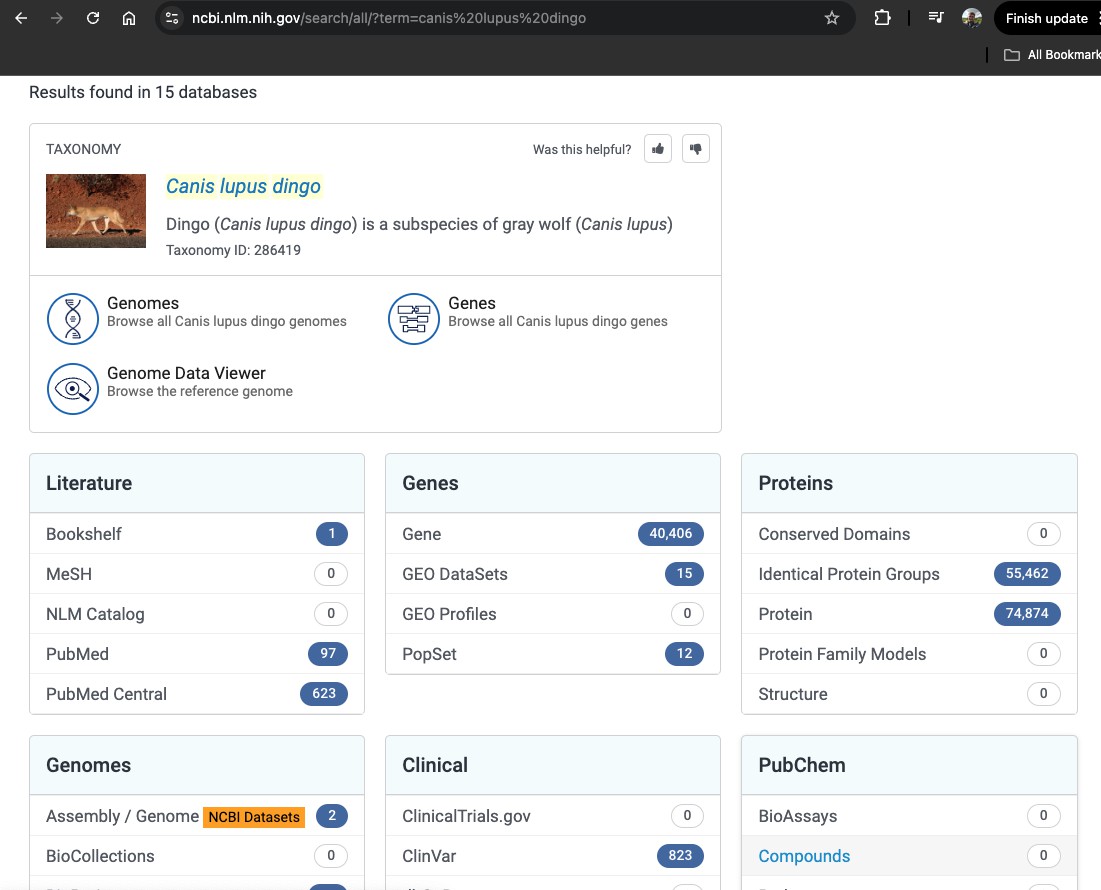 ncbi.nlm.nih.gov/search/all/?term=canis%20lupus%20dingo
Finish update
All Bookmark
Results found in 15 databases
TAXONOMY
Was this helpful?
Canis lupus dingo
Dingo (Canis lupus dingo) is a subspecies of gray wolf (Canis lupus)
Taxonomy ID: 286419
Genomes
Browse all Canis lupus dingo genomes
Genes
Browse all Canis lupus dingo genes
Genome Data Viewer
Browse the reference genome
Literature
Bookshelf 1
MeSH 0
NLM Catalog 0
PubMed 97
PubMed Central 623
Genes
Gene 40,406
GEO DataSets 15
GEO Profiles 0
PopSet 12
Proteins
Conserved Domains 0
Identical Protein Groups 55,462
Protein 74,874
Protein Family Models 0
Structure 0
Genomes
Assembly / Genome NCBI Datasets 2
BioCollections 0
Clinical
ClinicalTrials.gov 0
ClinVar 823
PubChem
BioAssays 0
Compounds 0